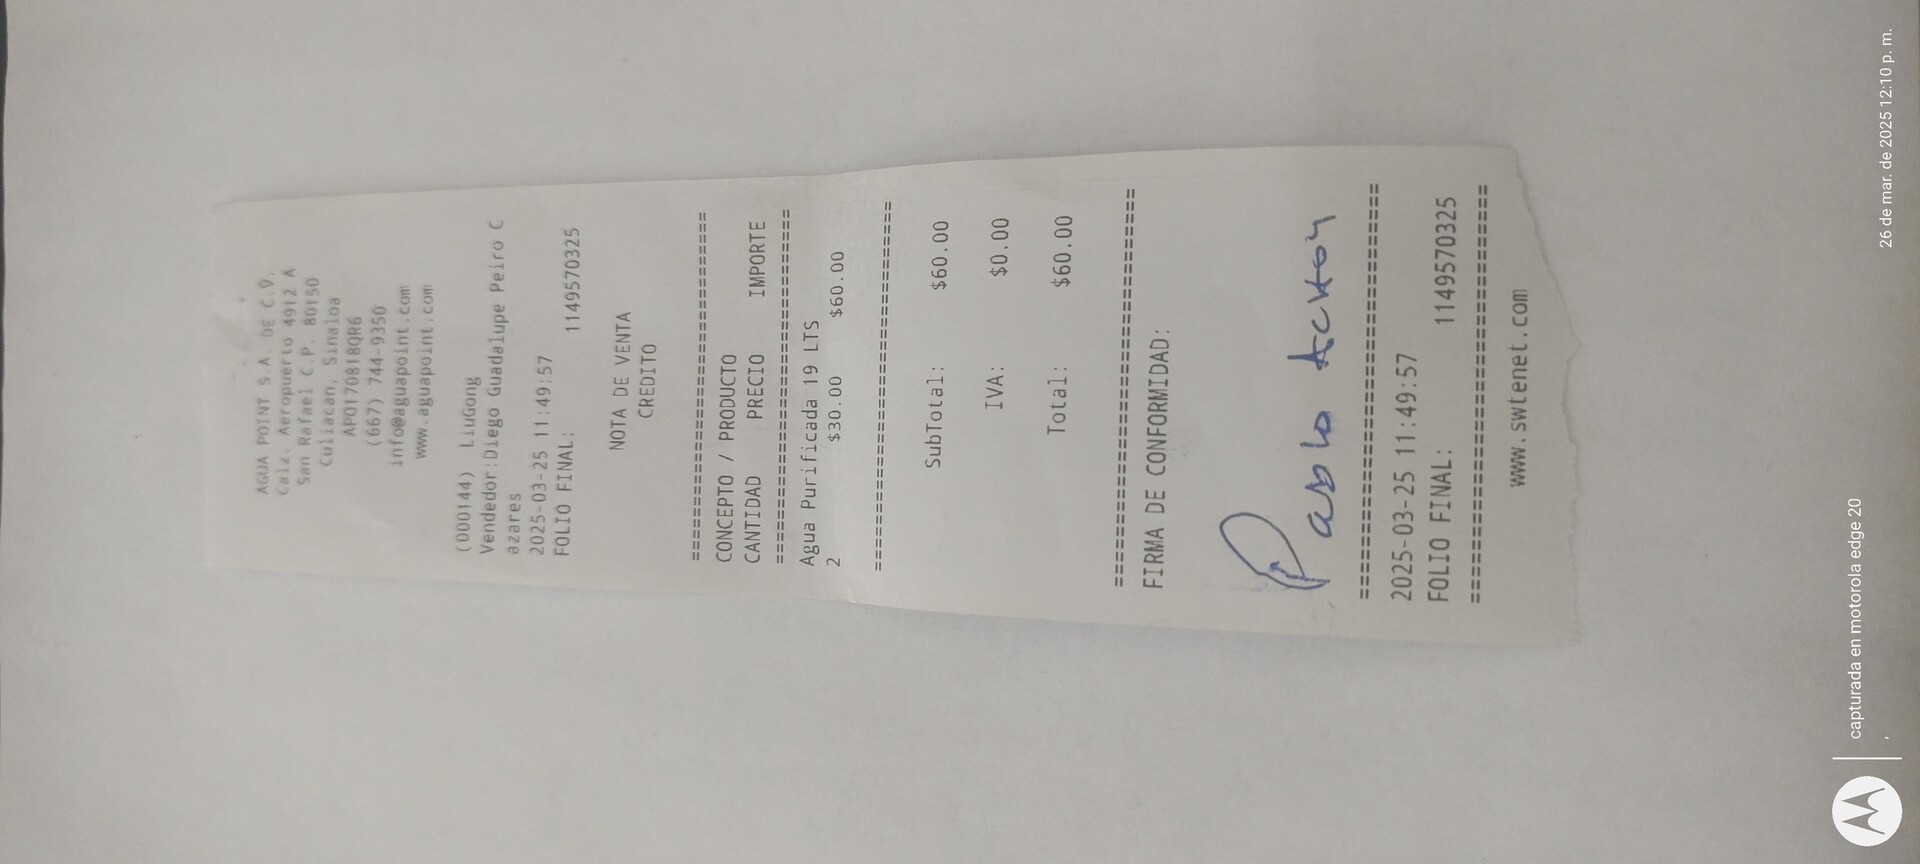 AGUA POINT S.A. DE C.V.
Calz. Aeropuerto 4912 A
San Rafael C.P. 80150
Culiacan, Sinaloa
APO170818QR6
(667) 744-9350
info@aguapoint.com
www.aguapoint.com
(000144) LiuGong
Vendedor:Diego Guadalupe Peiro C
azares
2025-03-25 11:49:57
FOLIO FINAL: 1149570325
NOTA DE VENTA
CREDITO
================================
CONCEPTO / PRODUCTO
CANTIDAD PRECIO IMPORTE
================================
Agua Purificada 19 LTS
2 $30.00 $60.00
================================
SubTotal: $60.00
IVA: $0.00
Total: $60.00
================================
FIRMA DE CONFORMIDAD:
Pablo
================================
2025-03-25 11:49:57
FOLIO FINAL: 1149570325
================================
www.swtenet.com
capturada en motorola edge 20
,
26 de mar. de 2025 12:10 p. m.